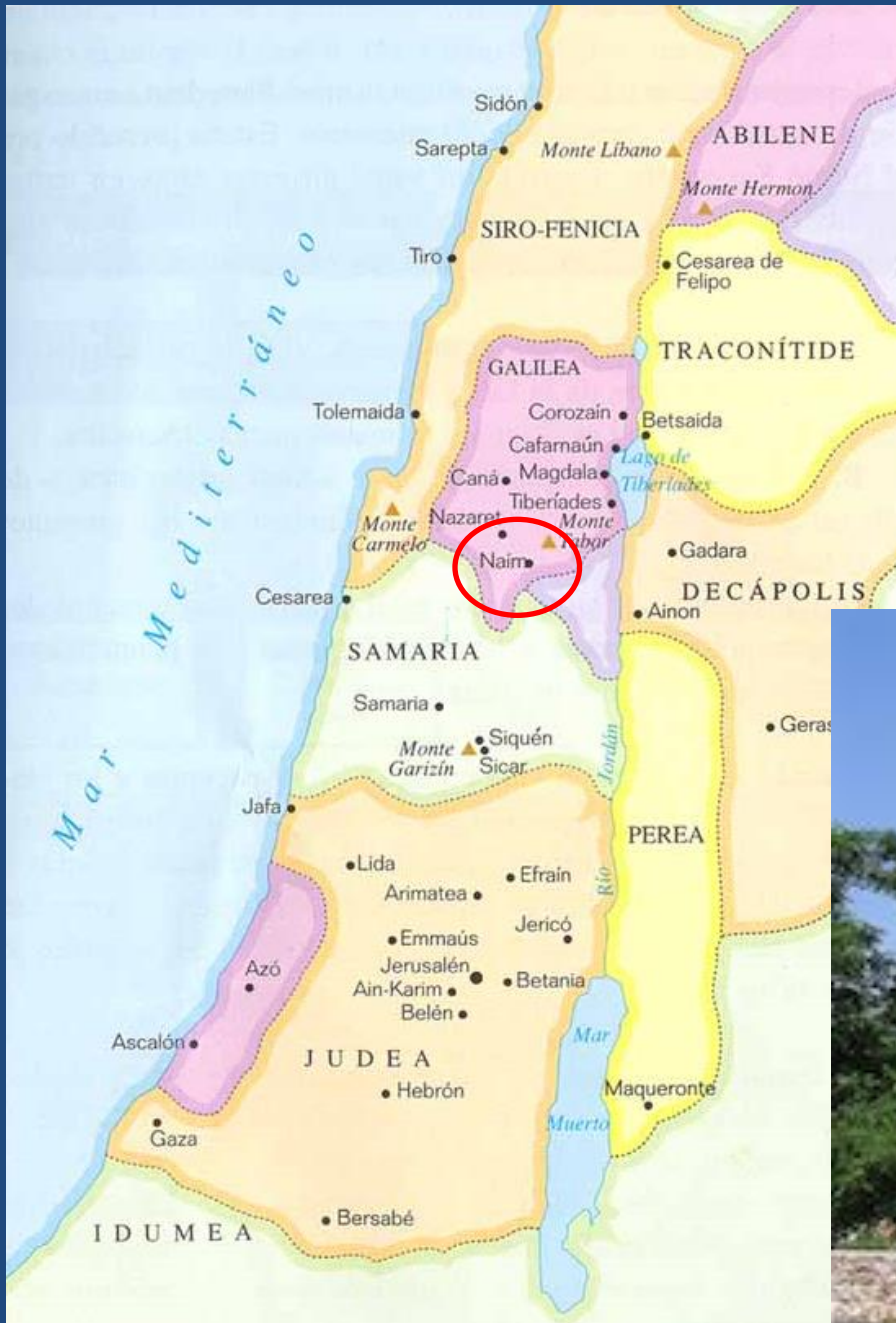 Sidón
Sarepta
Monte Líbano
ABILENE
Monte Hermon
SIRO-FENICIA
Tiro
Cesarea de
Felipo
Mar Mediterráneo
TRACONÍTIDE
GALILEA
Tolemaida
Corozaín
Betsaida
Cafarnaún
Lago de
Tiberíades
Caná
Magdala
Tiberíades
Nazaret
Monte
Tabor
Monte
Carmelo
Naím
Gadara
DECÁPOLIS
Cesarea
Ainon
SAMARIA
Samaria
Siquén
Monte
Garizín
Sicar
Geras
Río Jordán
Jafa
PEREA
Lida
Efraín
Arimatea
Jericó
Emmaús
Jerusalén
Azó
Ain-Karim
Betania
Belén
Ascalón
JUDEA
Mar
Muerto
Hebrón
Maqueronte
Gaza
Bersabé
IDUMEA